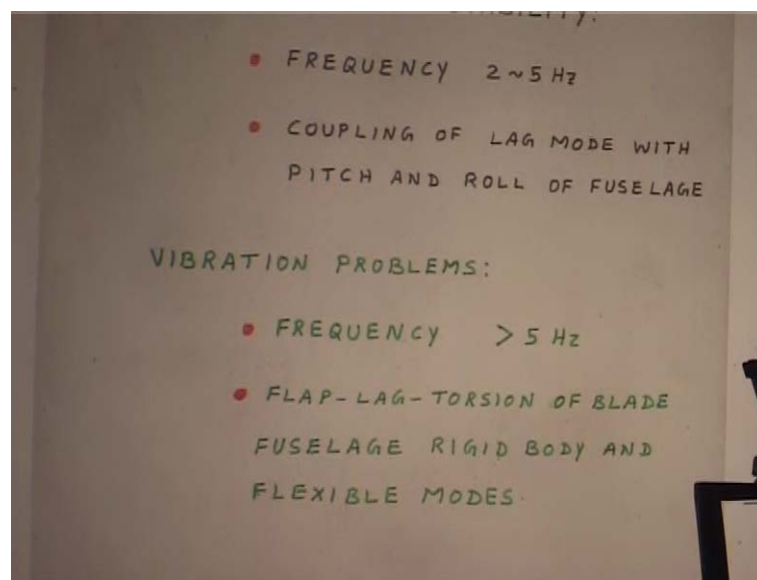 • FREQUENCY 2~5 Hz
• COUPLING OF LAG MODE WITH
PITCH AND ROLL OF FUSELAGE
VIBRATION PROBLEMS:
• FREQUENCY > 5 Hz
• FLAP-LAG-TORSION OF BLADE
FUSELAGE RIGID BODY AND
FLEXIBLE MODES.